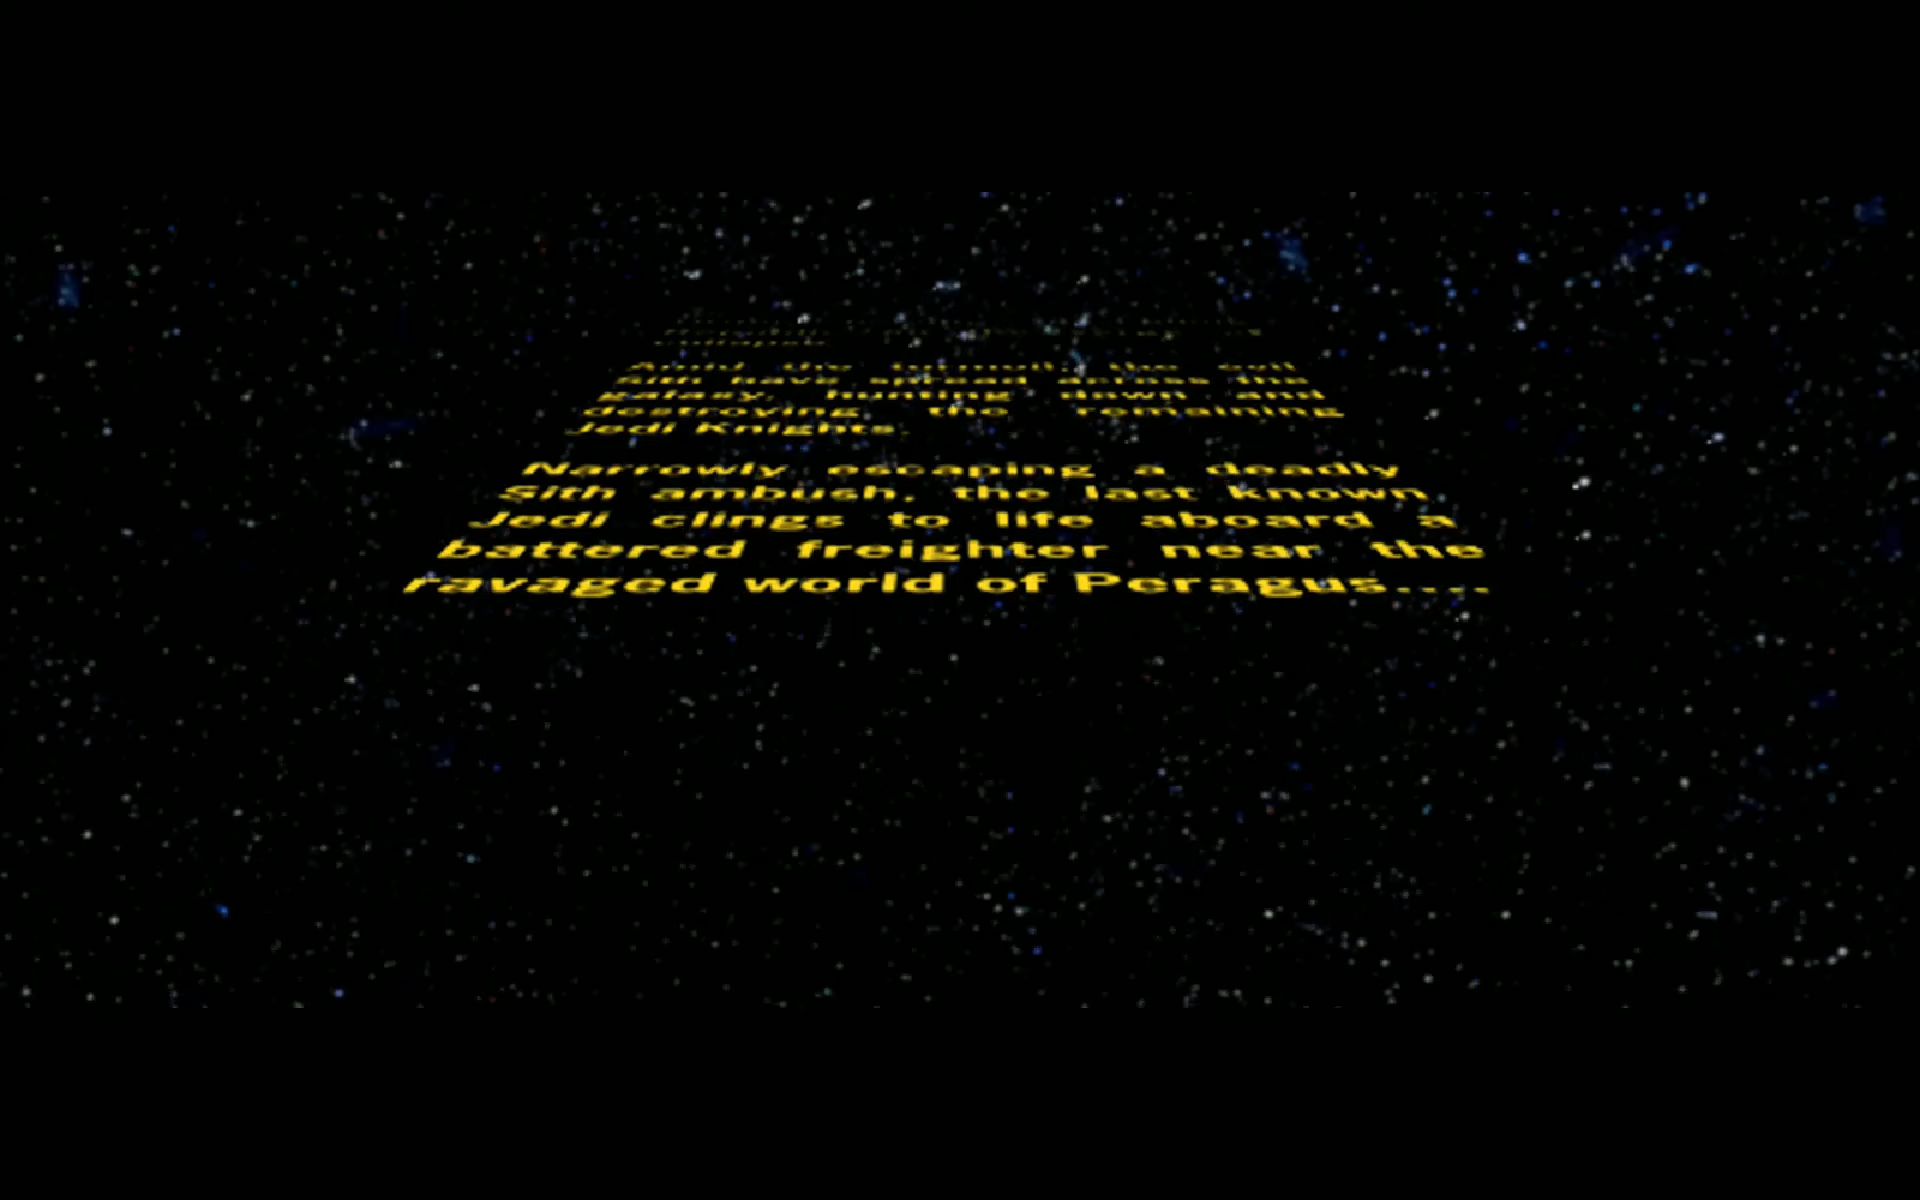 Amid the turmoil, the evil
Sith have spread across the
galaxy, hunting down and
destroying the remaining
Jedi Knights.
Narrowly escaping a deadly
Sith ambush, the last known
Jedi clings to life aboard a
battered freighter near the
ravaged world of Peragus....